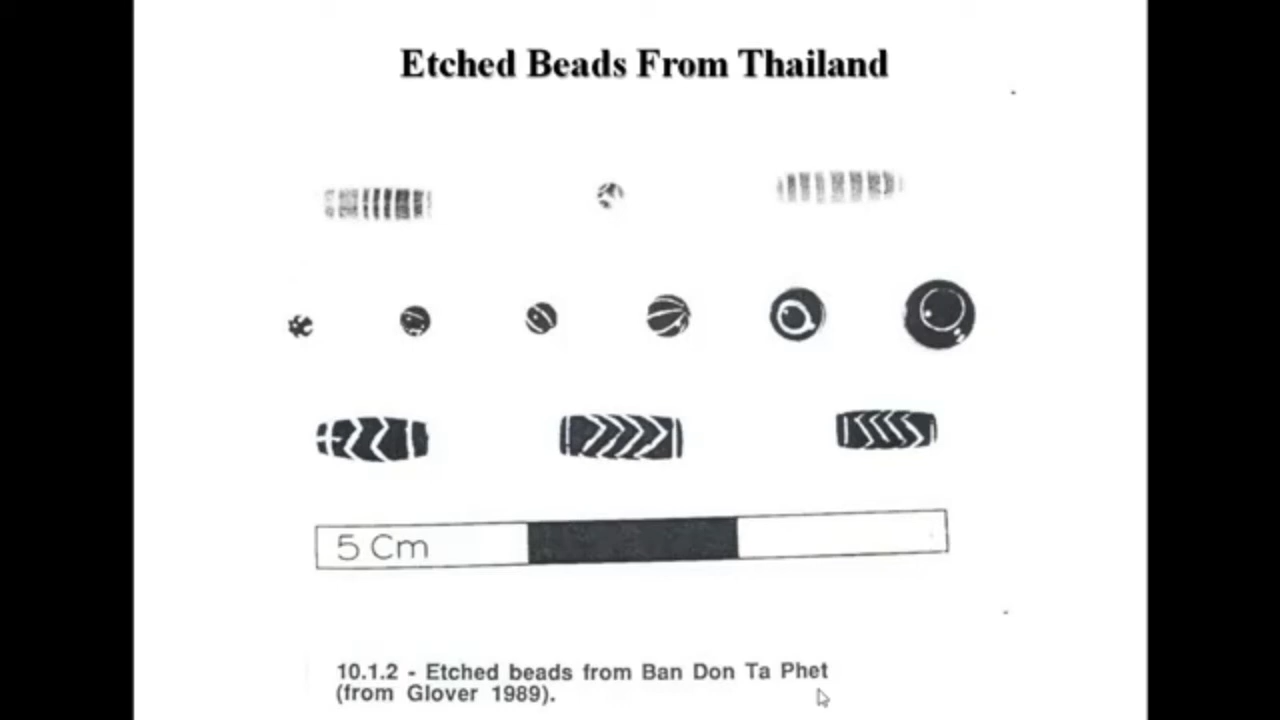 Etched Beads From Thailand
5 Cm
10.1.2 - Etched beads from Ban Don Ta Phet
(from Glover 1989).